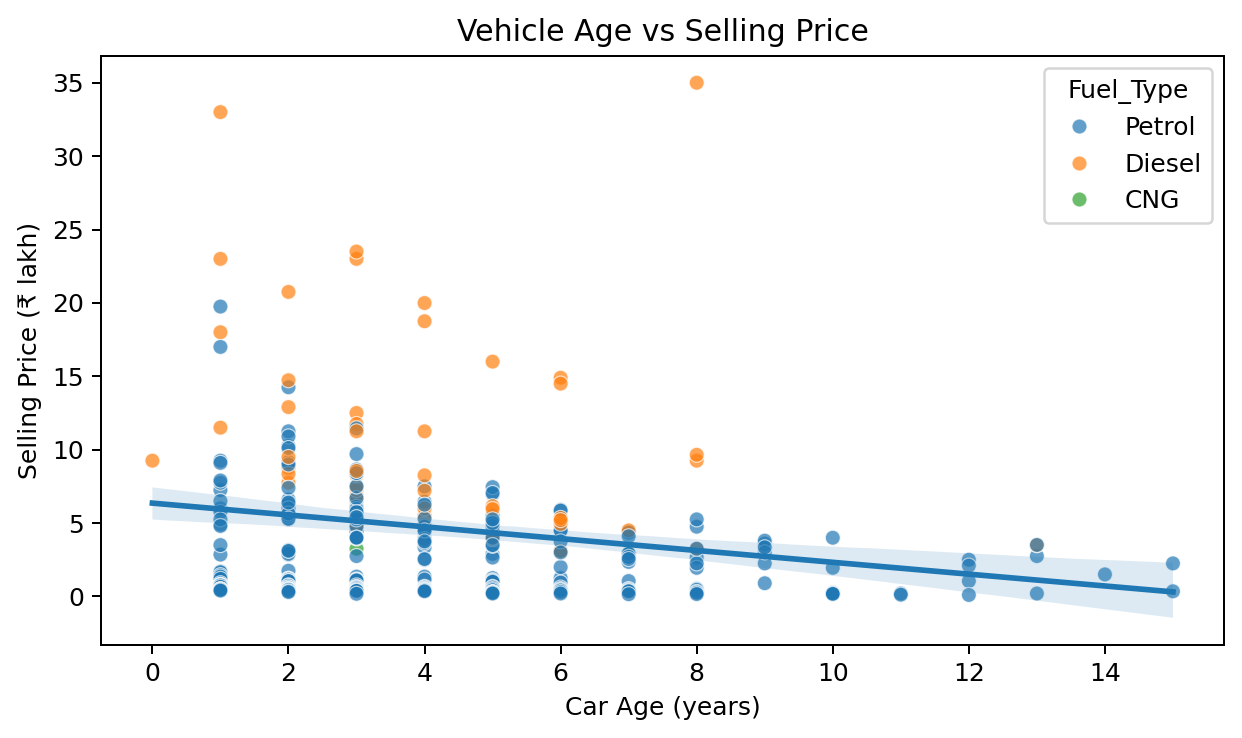 Vehicle Age vs Selling Price
Selling Price (₹ lakh)
35
30
25
20
15
10
5
0
Fuel_Type
Petrol
Diesel
CNG
0 2 4 6 8 10 12 14
Car Age (years)